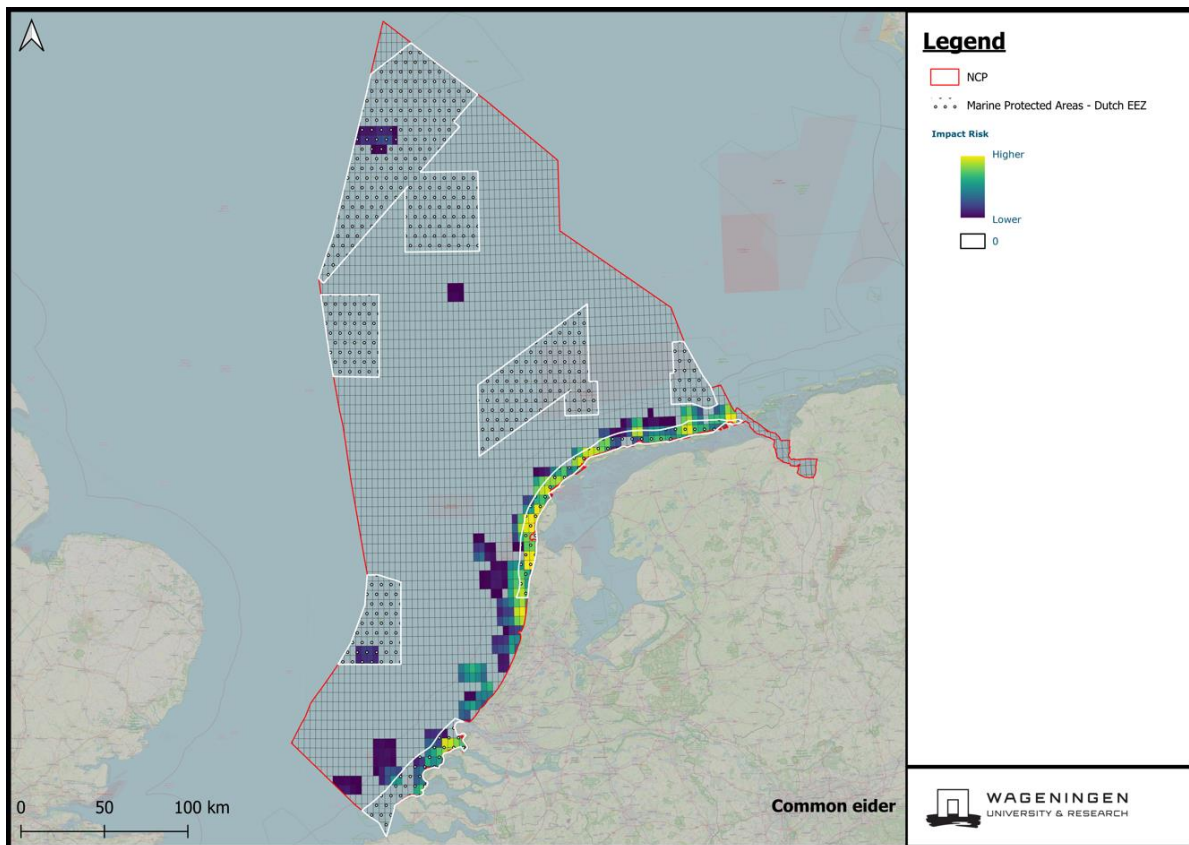 Legend
NCP
Marine Protected Areas - Dutch EEZ
Impact Risk
Higher
Lower
0
0 50 100 km
Common eider
WAGENINGEN
UNIVERSITY & RESEARCH